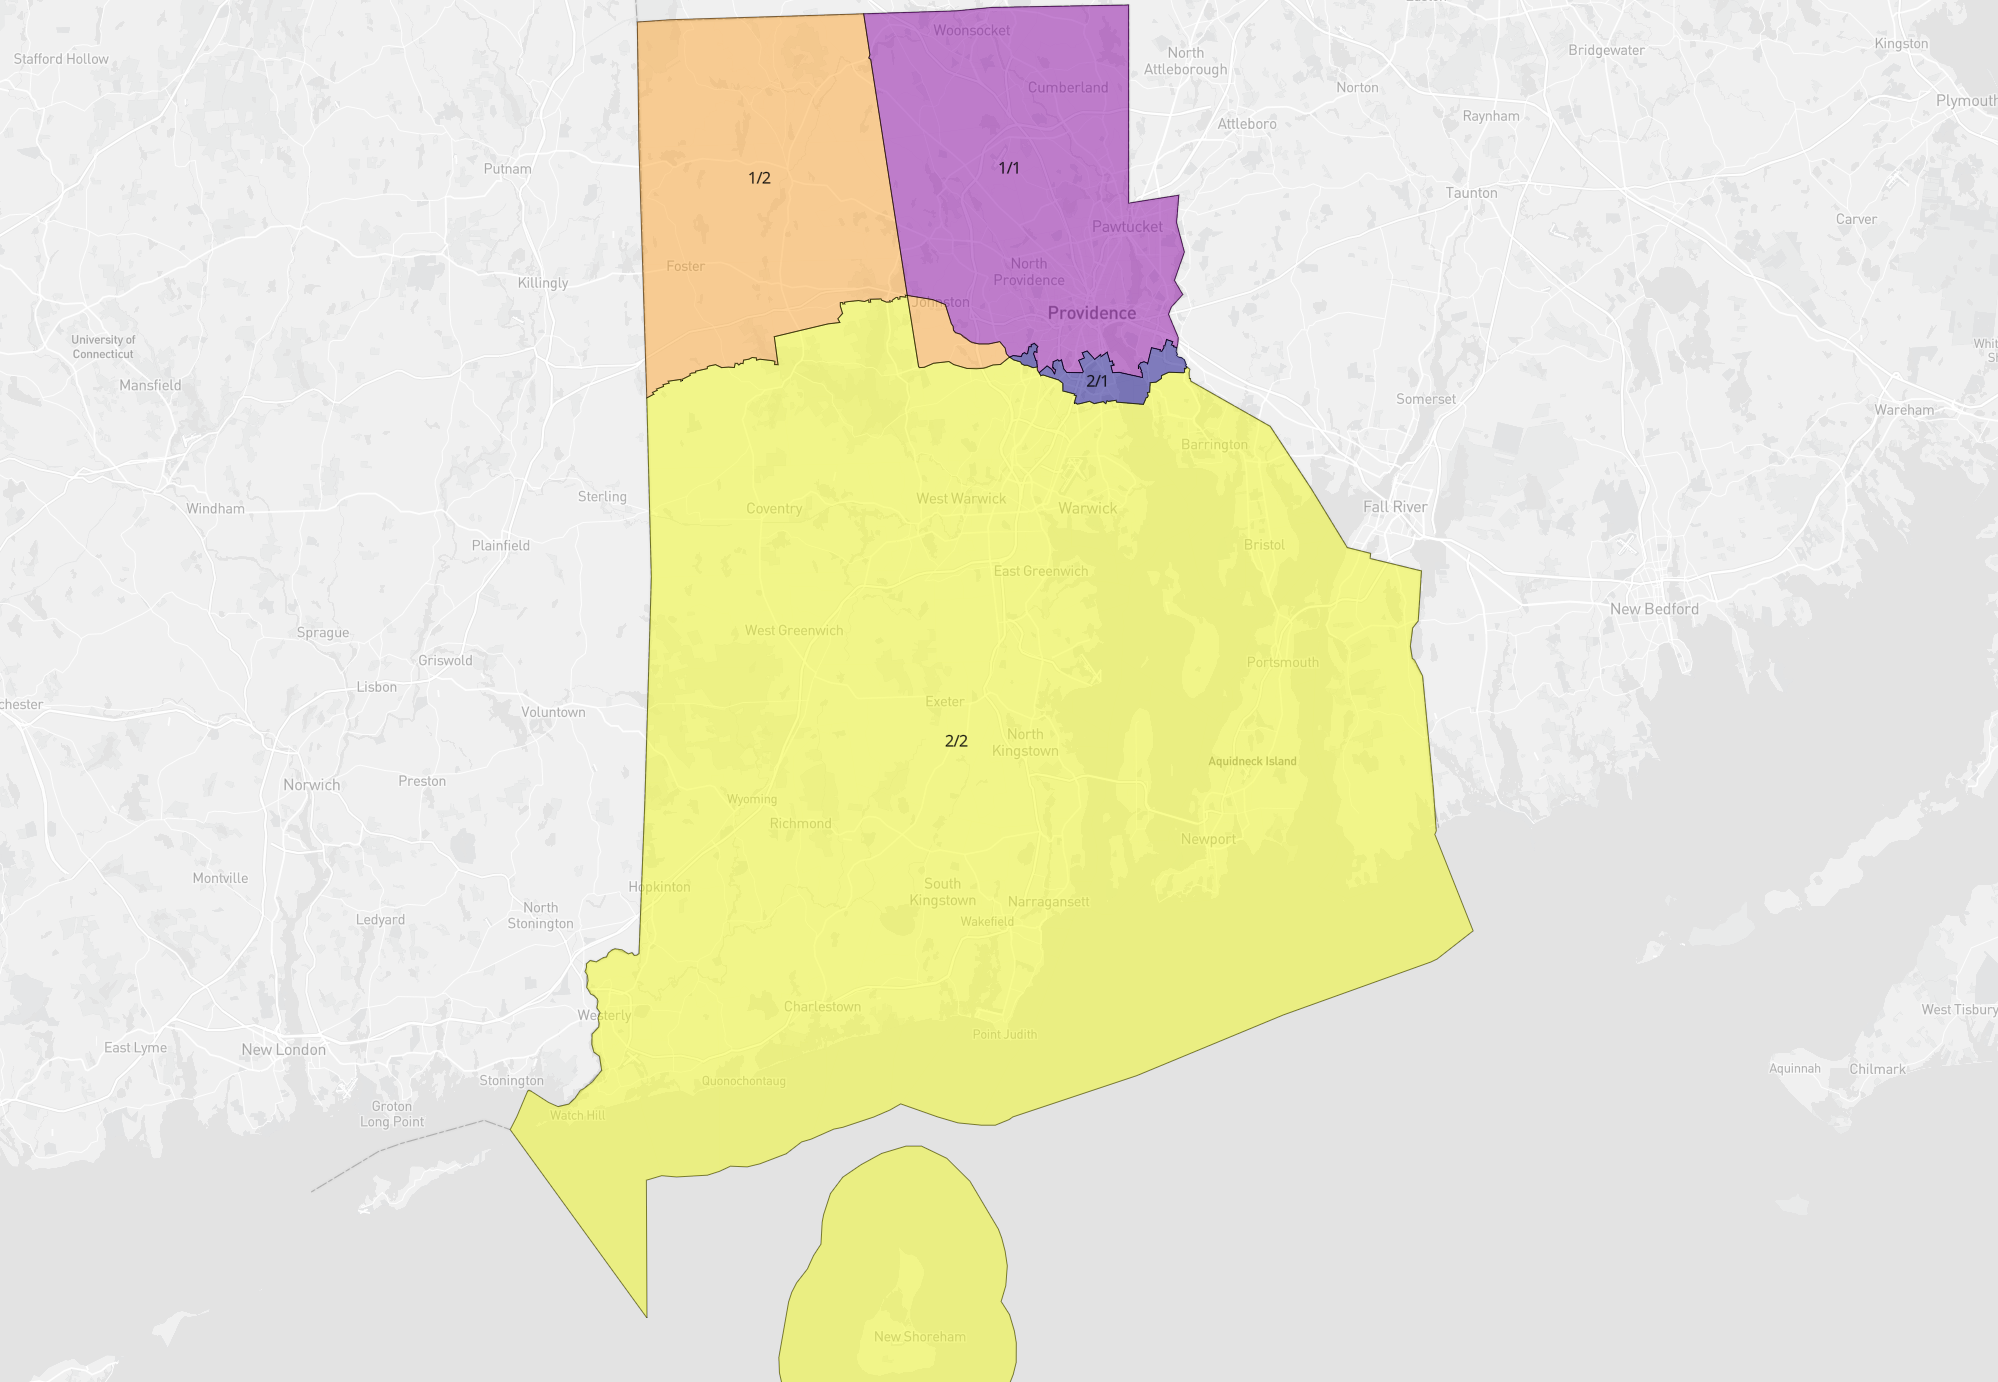 Stafford Hollow
Woonsocket
North
Attleborough
Bridgewater
Kingston
Cumberland
Norton
Plymouth
Raynham
Attleboro
Putnam
1/2
1/1
Taunton
Carver
Pawtucket
Foster
North
Providence
Killingly
Johnston
Providence
University of
Connecticut
Mansfield
2/1
Somerset
Wareham
Barrington
Sterling
West Warwick
Coventry
Warwick
Windham
Fall River
Plainfield
Bristol
East Greenwich
New Bedford
West Greenwich
Sprague
Griswold
Portsmouth
Lisbon
chester
Voluntown
Exeter
2/2
North
Kingstown
Aquidneck Island
Norwich
Preston
Wyoming
Richmond
Newport
Montville
Hopkinton
South
Kingstown
Narragansett
North
Stonington
Ledyard
Wakefield
Charlestown
Westerly
West Tisbury
Point Judith
East Lyme
New London
Aquinnah
Chilmark
Stonington
Quonochontaug
Groton
Long Point
Watch Hill
New Shoreham